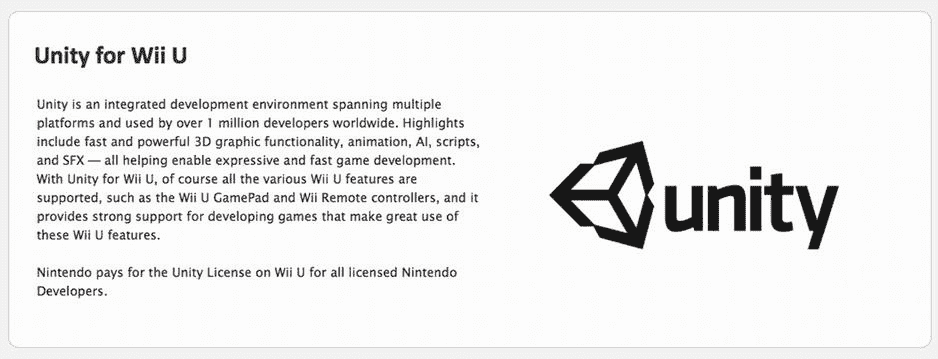 Unity for Wii U
Unity is an integrated development environment spanning multiple
platforms and used by over 1 million developers worldwide. Highlights
include fast and powerful 3D graphic functionality, animation, AI, scripts,
and SFX — all helping enable expressive and fast game development.
With Unity for Wii U, of course all the various Wii U features are
supported, such as the Wii U GamePad and Wii Remote controllers, and it
provides strong support for developing games that make great use of
these Wii U features.
Nintendo pays for the Unity License on Wii U for all licensed Nintendo
Developers.
unity